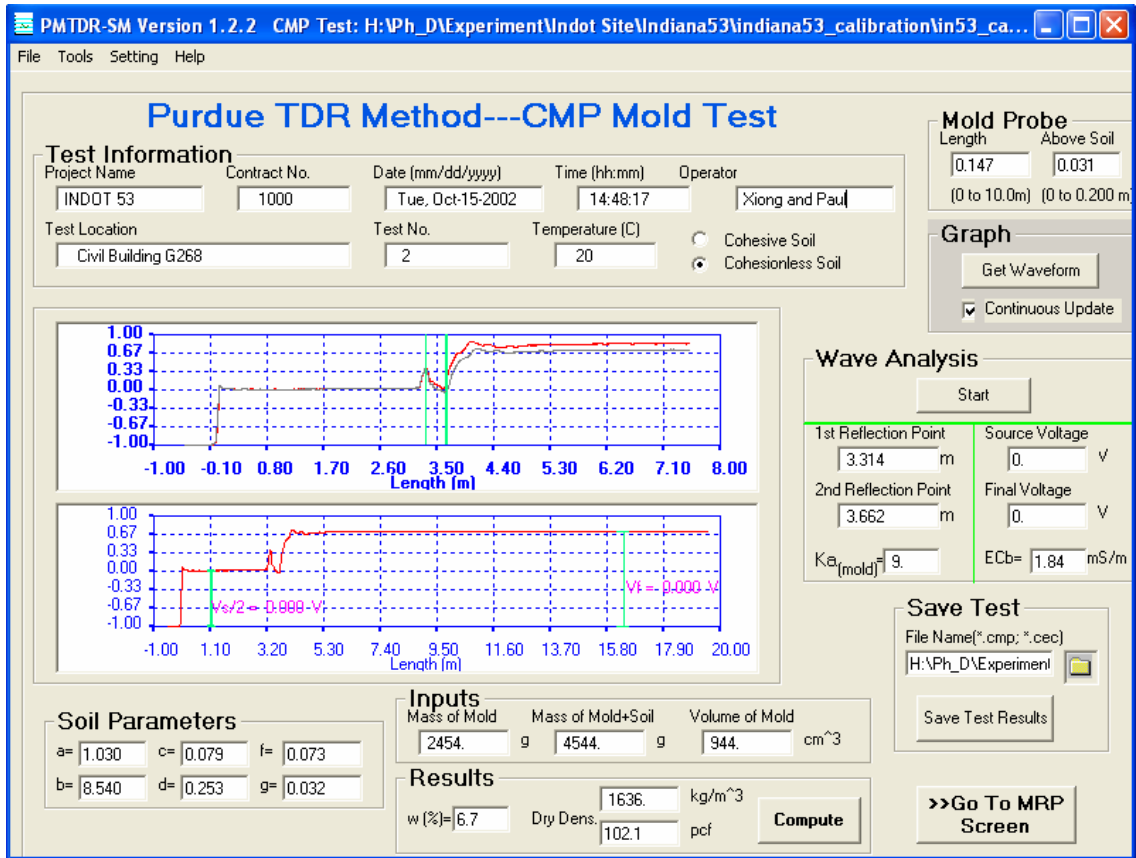 PMTDR-SM Version 1.2.2 CMP Test: H:\Ph_D\Experiment\Indot Site\Indiana53\indiana53_calibration\in53_ca...
File Tools Setting Help
Purdue TDR Method---CMP Mold Test
Test Information
Project Name Contract No. Date (mm/dd/yyyy) Time (hh:mm) Operator
INDOT 53 1000 Tue, Oct-15-2002 14:48:17 Xiong and Paul
Test Location Test No. Temperature (C)
Civil Building G268 2 20
Cohesive Soil
Cohesionless Soil
Mold Probe
Length Above Soil
0.147 0.031
(0 to 10.0m) (0 to 0.200 m)
Graph
Get Waveform
Continuous Update
1.00
0.67
0.33
0.00
-0.33
-0.67
-1.00
-1.00 -0.10 0.80 1.70 2.60 3.50 4.40 5.30 6.20 7.10 8.00
Length (m)
1.00
0.67
0.33
0.00
-0.33
-0.67
-1.00
Vs/2 = 0.000 V
Vf = 0.000 V
-1.00 1.10 3.20 5.30 7.40 9.50 11.60 13.70 15.80 17.90 20.00
Length (m)
Wave Analysis
Start
1st Reflection Point Source Voltage
3.314 m 0. V
2nd Reflection Point Final Voltage
3.662 m 0. V
Ka(mold)= 9. ECb= 1.84 mS/m
Save Test
File Name(*.cmp; *.cec)
H:\Ph_D\Experiment
Save Test Results
Soil Parameters
a= 1.030 c= 0.079 f= 0.073
b= 8.540 d= 0.253 g= 0.032
Inputs
Mass of Mold Mass of Mold+Soil Volume of Mold
2454. g 4544. g 944. cm^3
Results
w (%)= 6.7 Dry Dens. 1636. kg/m^3
102.1 pcf
Compute
>>Go To MRP
Screen